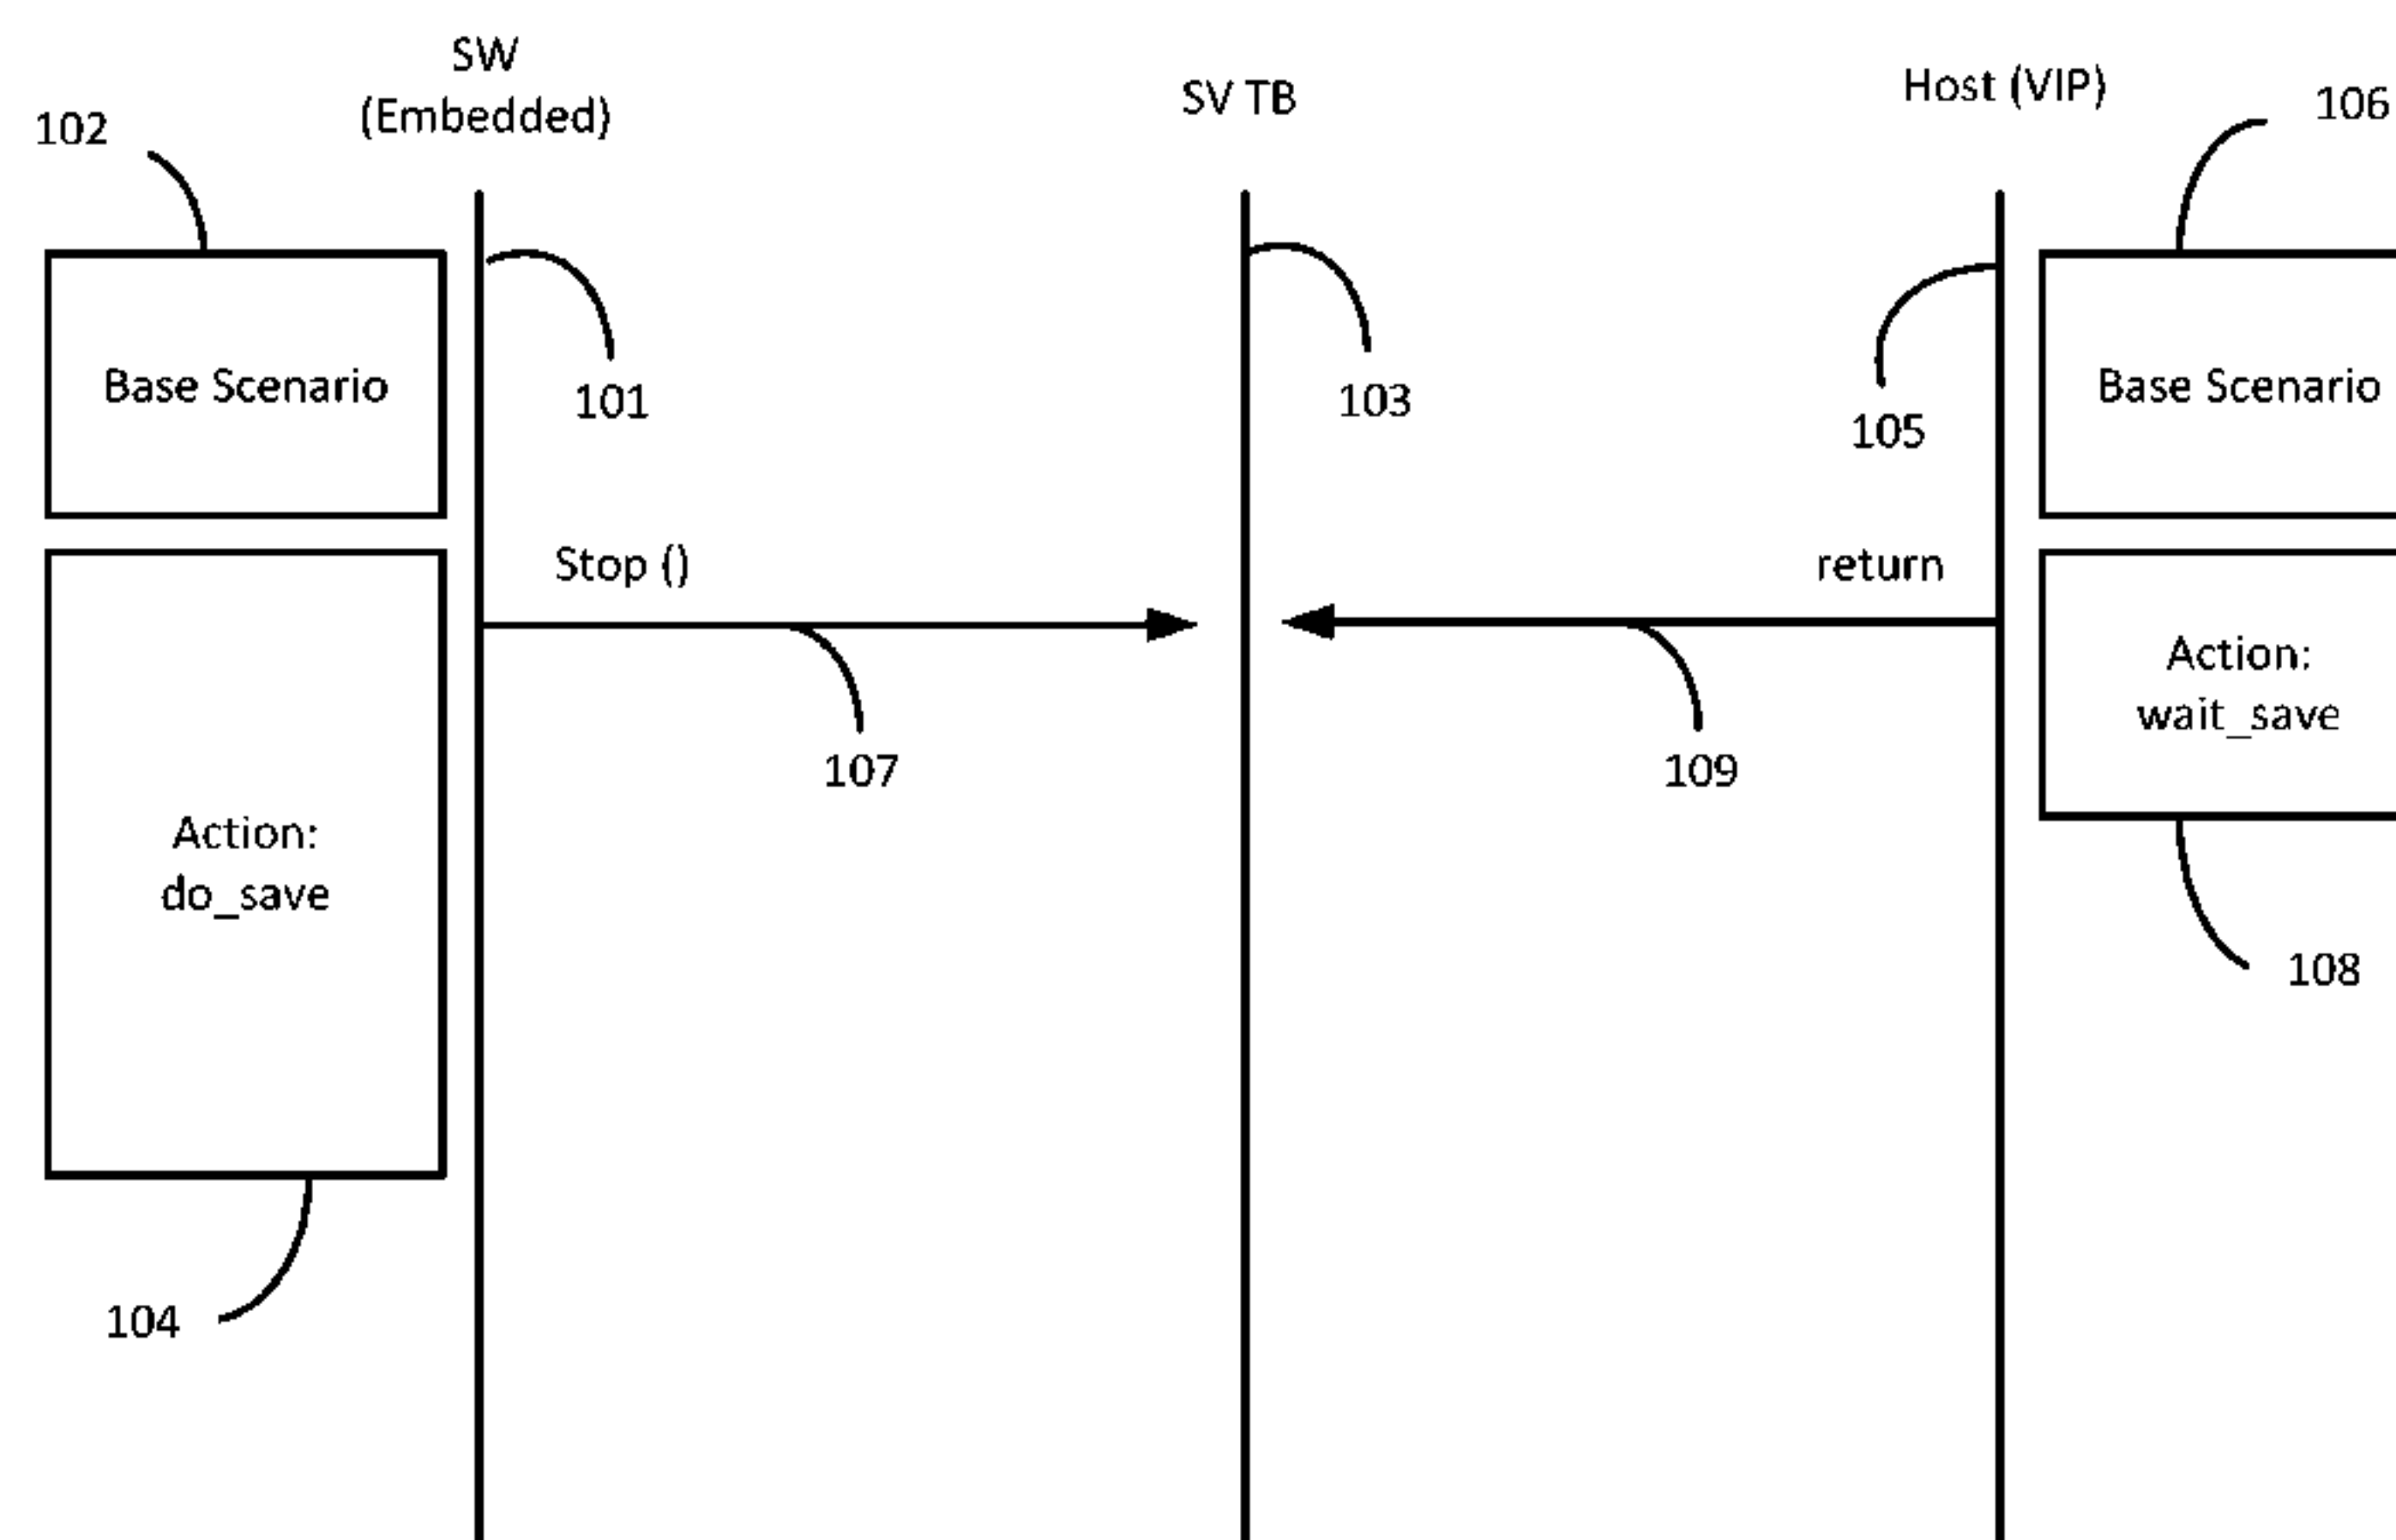 SW
(Embedded)
SV TB
Host (VIP)
102
106
Base Scenario
101
103
105
Base Scenario
Stop ()
return
107
109
Action:
wait_save
Action:
do_save
108
104